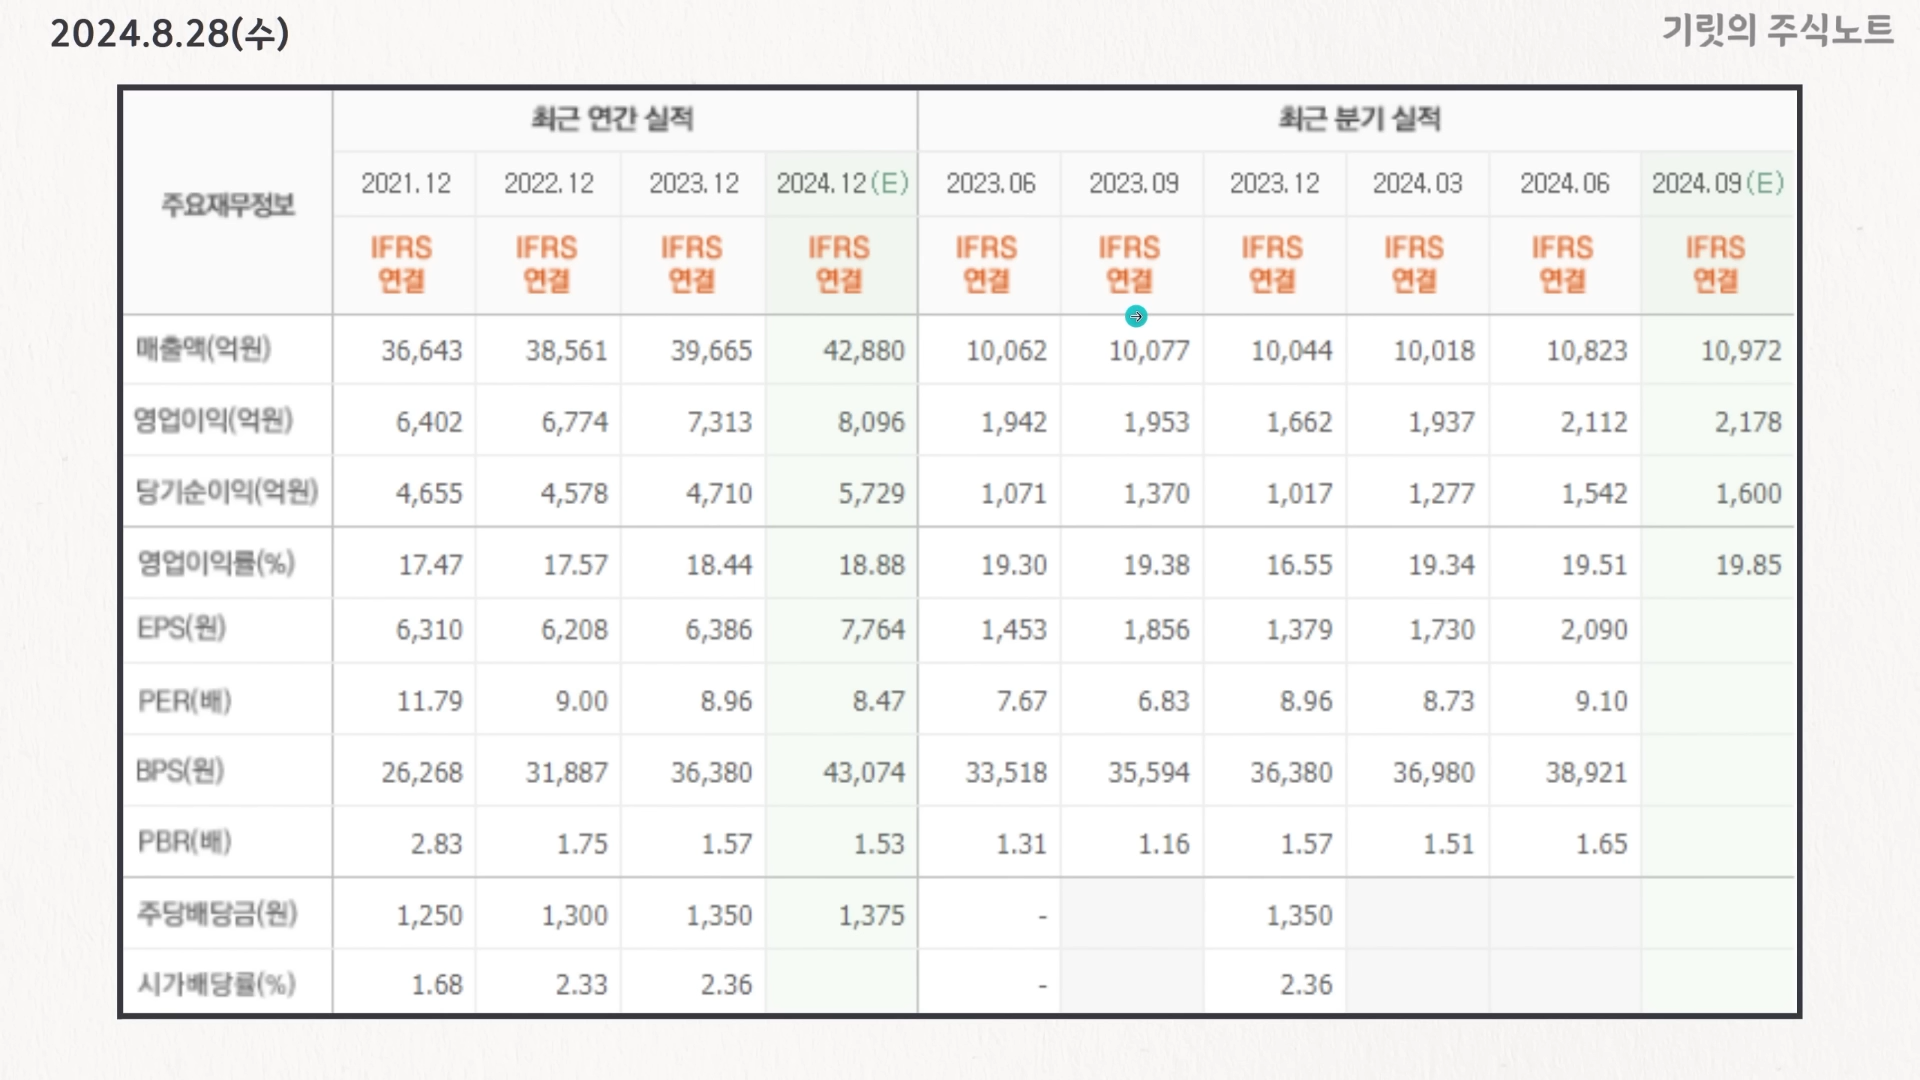 2024.8.28(수)
기릿의 주식노트
주요재무정보 최근 연간 실적 최근 분기 실적
2021.12 2022.12 2023.12 2024.12(E) 2023.06 2023.09 2023.12 2024.03 2024.06 2024.09(E)
IFRS IFRS IFRS IFRS IFRS IFRS IFRS IFRS IFRS IFRS
연결 연결 연결 연결 연결 연결 연결 연결 연결 연결
매출액(억원) 36,643 38,561 39,665 42,880 10,062 10,077 10,044 10,018 10,823 10,972
영업이익(억원) 6,402 6,774 7,313 8,096 1,942 1,953 1,662 1,937 2,112 2,178
당기순이익(억원) 4,655 4,578 4,710 5,729 1,071 1,370 1,017 1,277 1,542 1,600
영업이익률(%) 17.47 17.57 18.44 18.88 19.30 19.38 16.55 19.34 19.51 19.85
EPS(원) 6,310 6,208 6,386 7,764 1,453 1,856 1,379 1,730 2,090
PER(배) 11.79 9.00 8.96 8.47 7.67 6.83 8.96 8.73 9.10
BPS(원) 26,268 31,887 36,380 43,074 33,518 35,594 36,380 36,980 38,921
PBR(배) 2.83 1.75 1.57 1.53 1.31 1.16 1.57 1.51 1.65
주당배당금(원) 1,250 1,300 1,350 1,375 - 1,350
시가배당률(%) 1.68 2.33 2.36 - 2.36